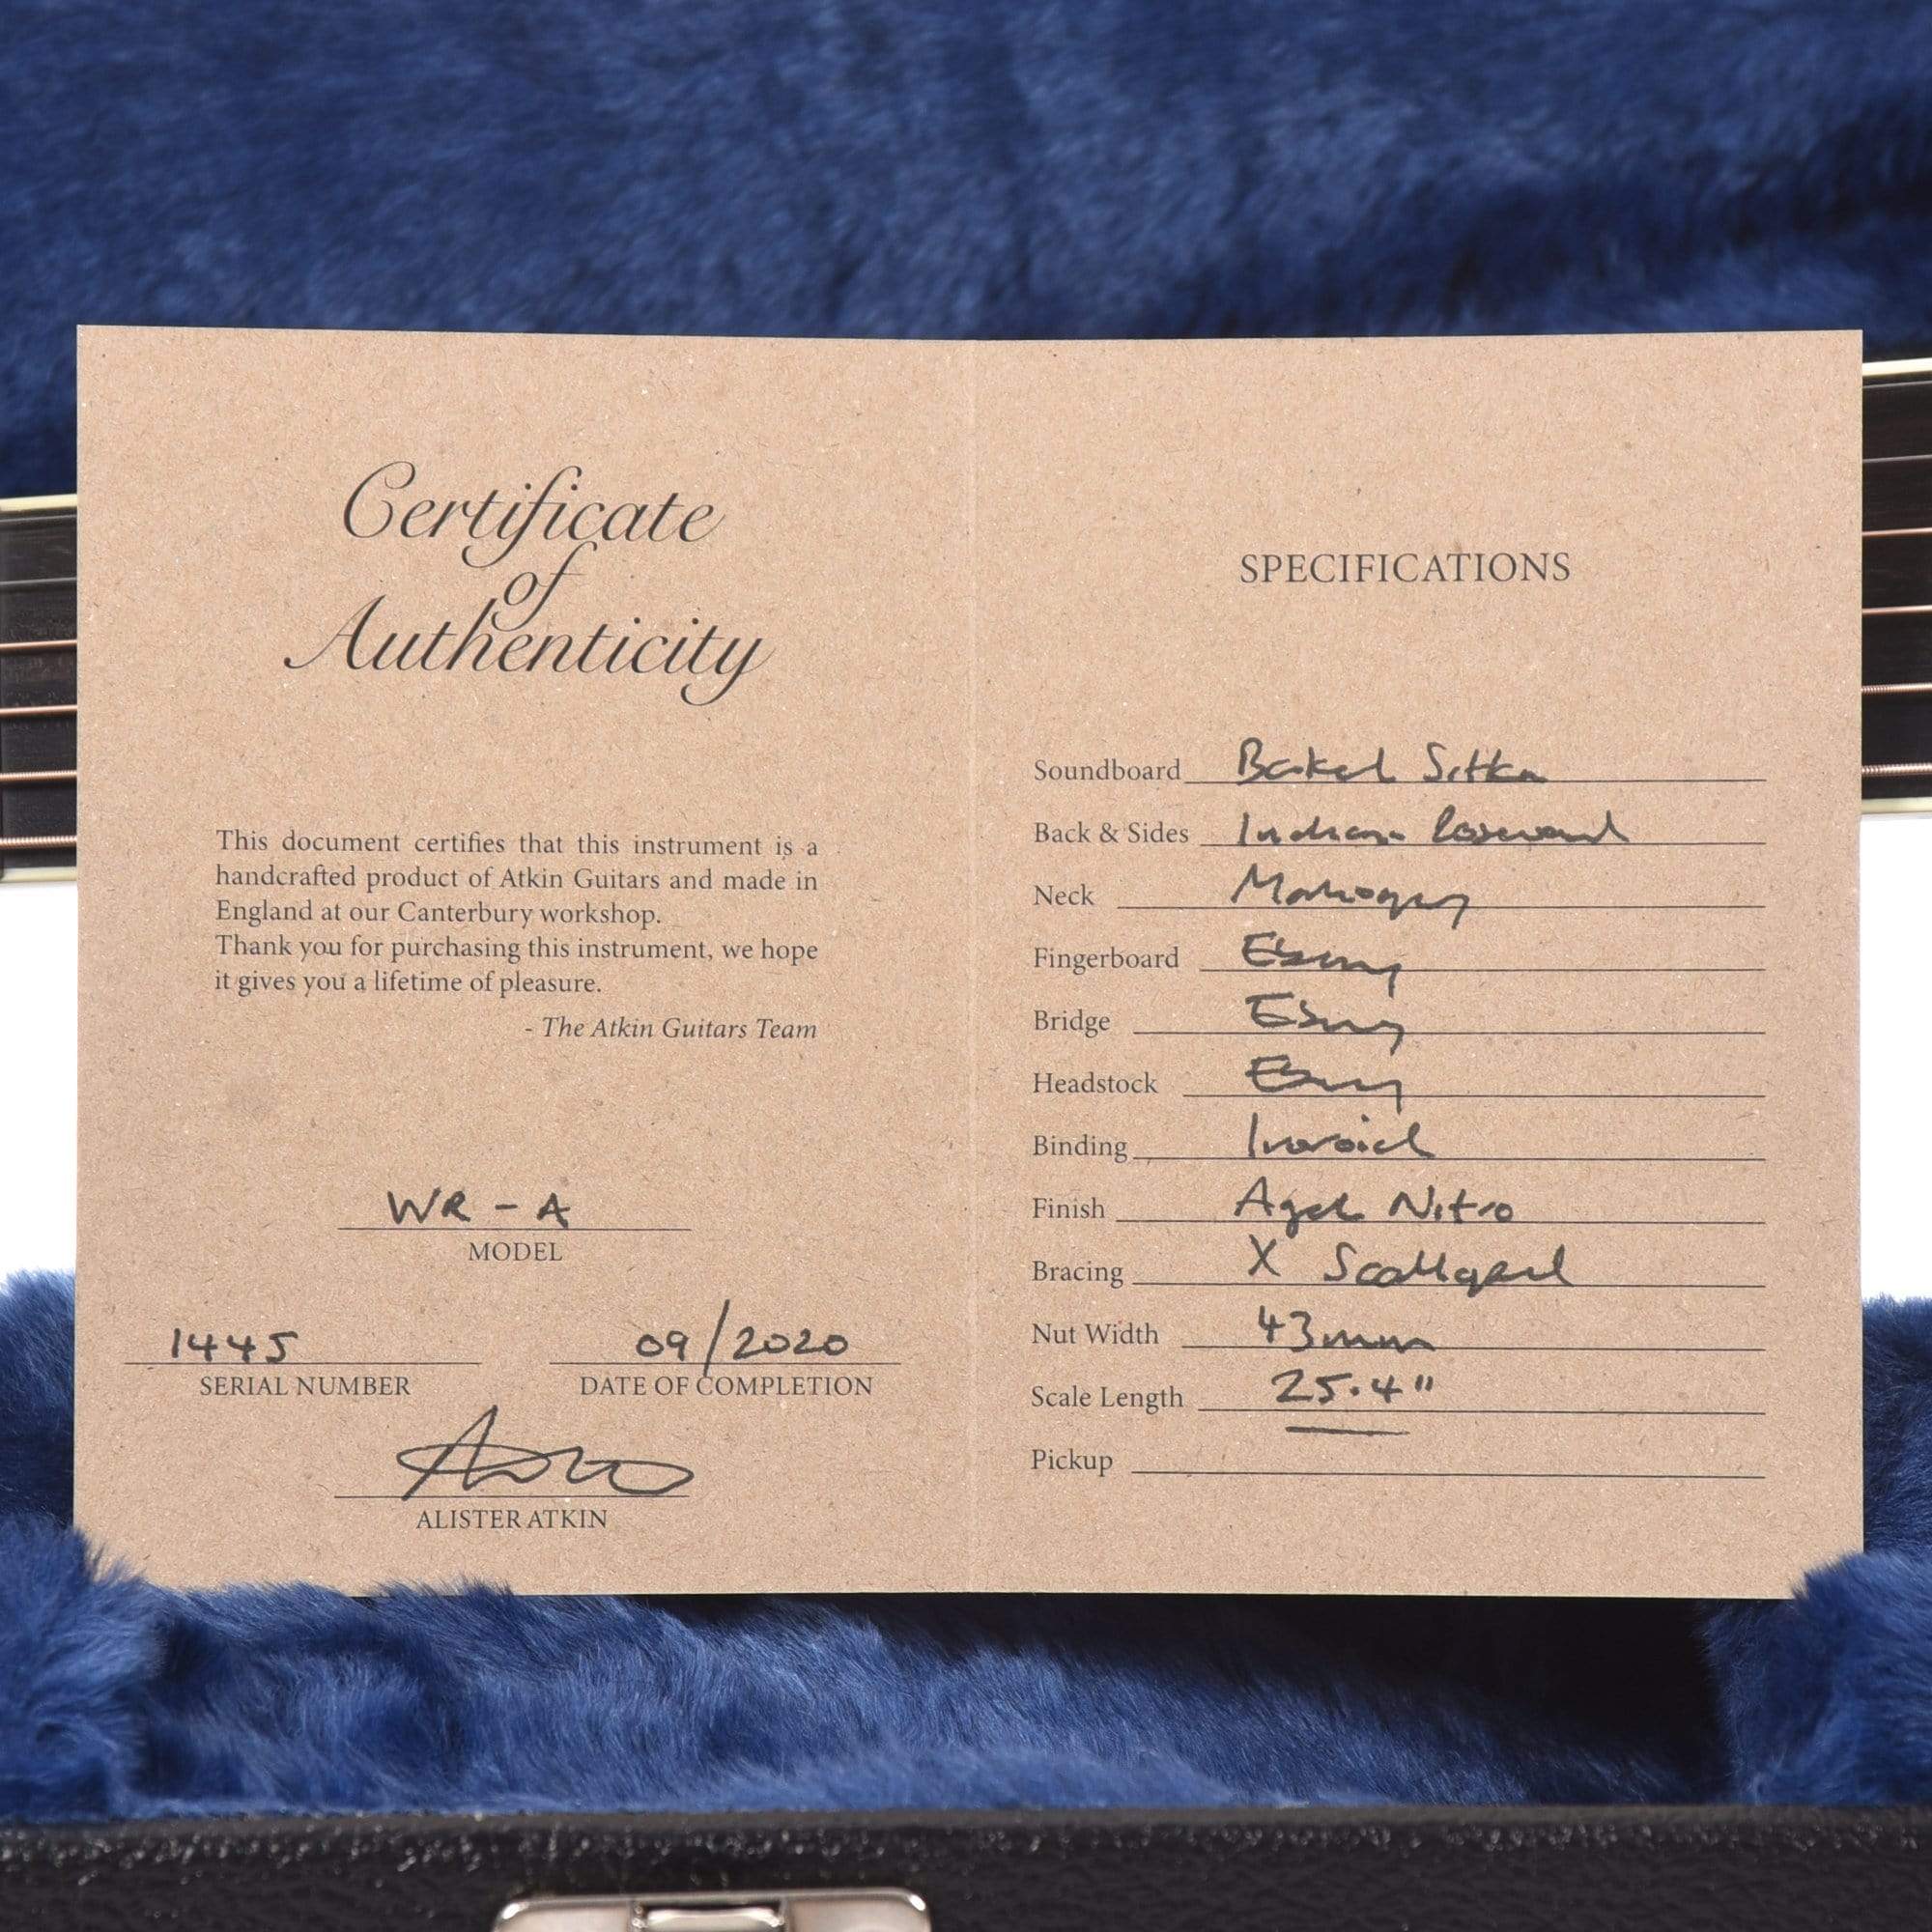 Certificate
of
Authenticity
This document certifies that this instrument is a
handcrafted product of Atkin Guitars and made in
England at our Canterbury workshop.
Thank you for purchasing this instrument, we hope
it gives you a lifetime of pleasure.
- The Atkin Guitars Team
WR - A
MODEL
1445
SERIAL NUMBER
09/2020
DATE OF COMPLETION
ALISTER ATKIN
SPECIFICATIONS
Soundboard Baked Sitka
Back & Sides Indian Rosewood
Neck Mahogany
Fingerboard Ebony
Bridge Ebony
Headstock Ebony
Binding Ivoroid
Finish Aged Nitro
Bracing X Scalloped
Nut Width 43mm
Scale Length 25.4"
Pickup